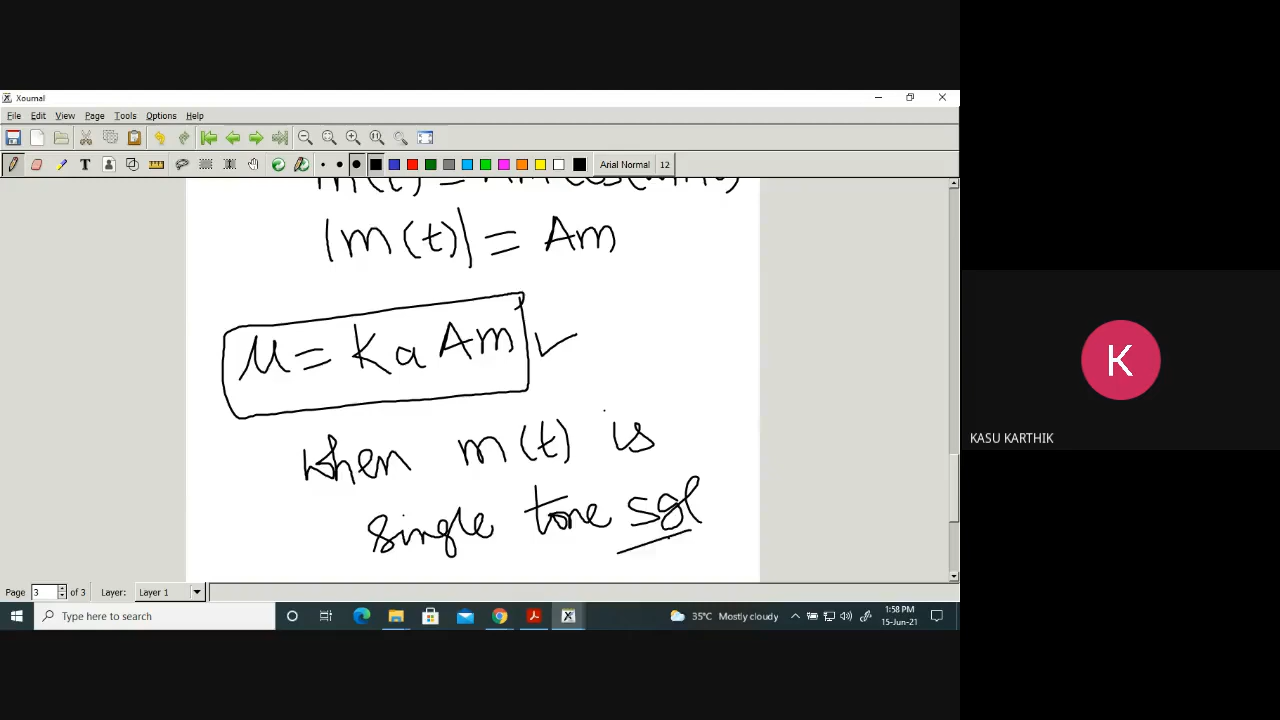 Xournal
File Edit View Page Tools Options Help
Arial Normal 12
m(t) = Am cos(
|m(t)| = Am
μ = Ka Am ✓
when m(t) is
single tone sgl
KASU KARTHIK
K
Page 3 of 3 Layer: Layer 1
Type here to search
35°C Mostly cloudy
1:58 PM
15-Jun-21